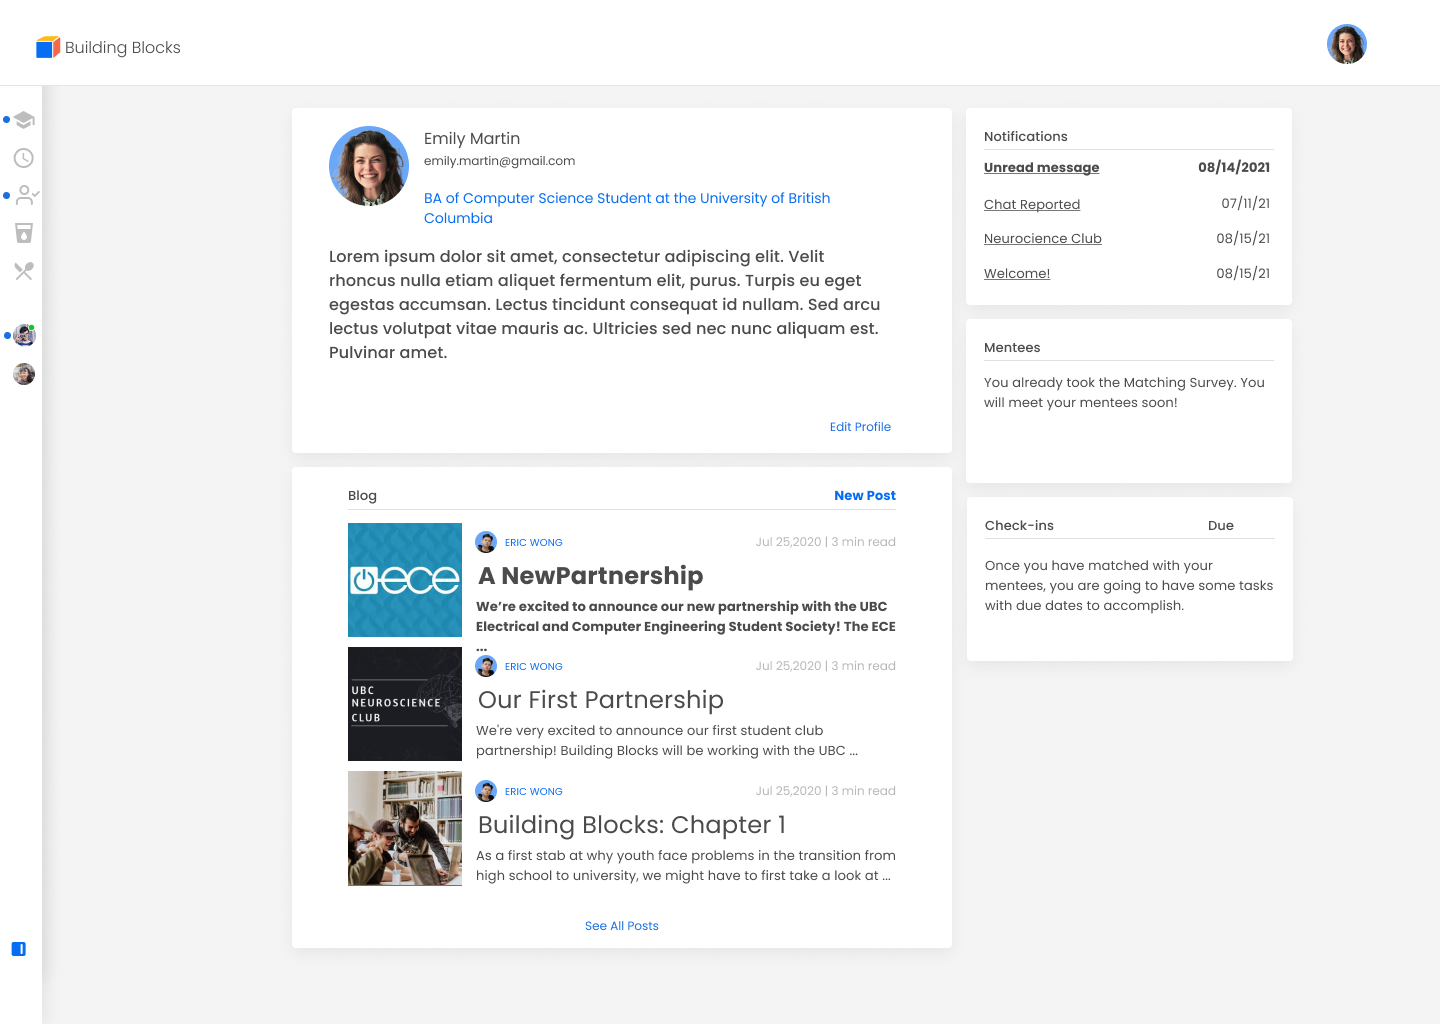 Building Blocks
Emily Martin
emily.martin@gmail.com
BA of Computer Science Student at the University of British
Columbia
Lorem ipsum dolor sit amet, consectetur adipiscing elit. Velit
rhoncus nulla etiam aliquet fermentum elit, purus. Turpis eu eget
egestas accumsan. Lectus tincidunt consequat id nullam. Sed arcu
lectus volutpat vitae mauris ac. Ultricies sed nec nunc aliquam est.
Pulvinar amet.
Edit Profile
Blog New Post
ece
ERIC WONG Jul 25,2020 | 3 min read
A NewPartnership
We’re excited to announce our new partnership with the UBC
Electrical and Computer Engineering Student Society! The ECE
...
UBC
NEUROSCIENCE
CLUB
ERIC WONG Jul 25,2020 | 3 min read
Our First Partnership
We're very excited to announce our first student club
partnership! Building Blocks will be working with the UBC ...
ERIC WONG Jul 25,2020 | 3 min read
Building Blocks: Chapter 1
As a first stab at why youth face problems in the transition from
high school to university, we might have to first take a look at ...
See All Posts
Notifications
Unread message 08/14/2021
Chat Reported 07/11/21
Neurocience Club 08/15/21
Welcome! 08/15/21
Mentees
You already took the Matching Survey. You
will meet your mentees soon!
Check-ins Due
Once you have matched with your
mentees, you are going to have some tasks
with due dates to accomplish.